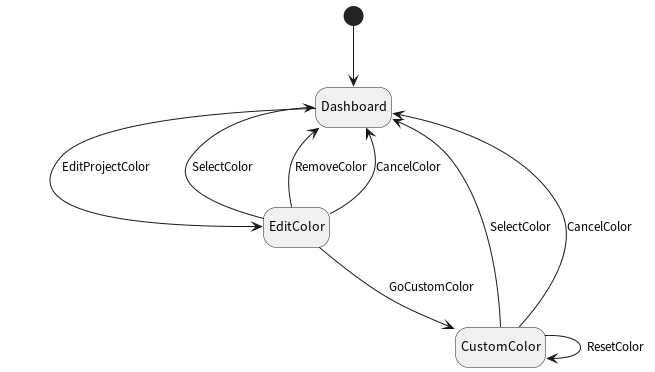 Dashboard
EditProjectColor
SelectColor
RemoveColor
CancelColor
EditColor
SelectColor
CancelColor
GoCustomColor
CustomColor
ResetColor